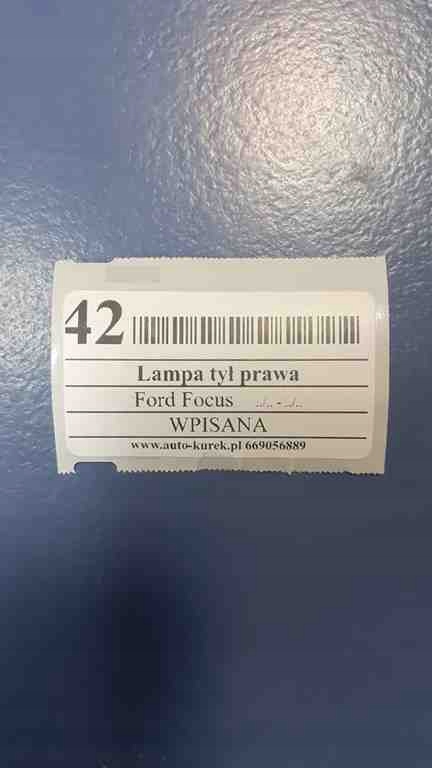 42
Lampa tył prawa
Ford Focus ../.. - ../..
WPISANA
www.auto-kurek.pl 669056889